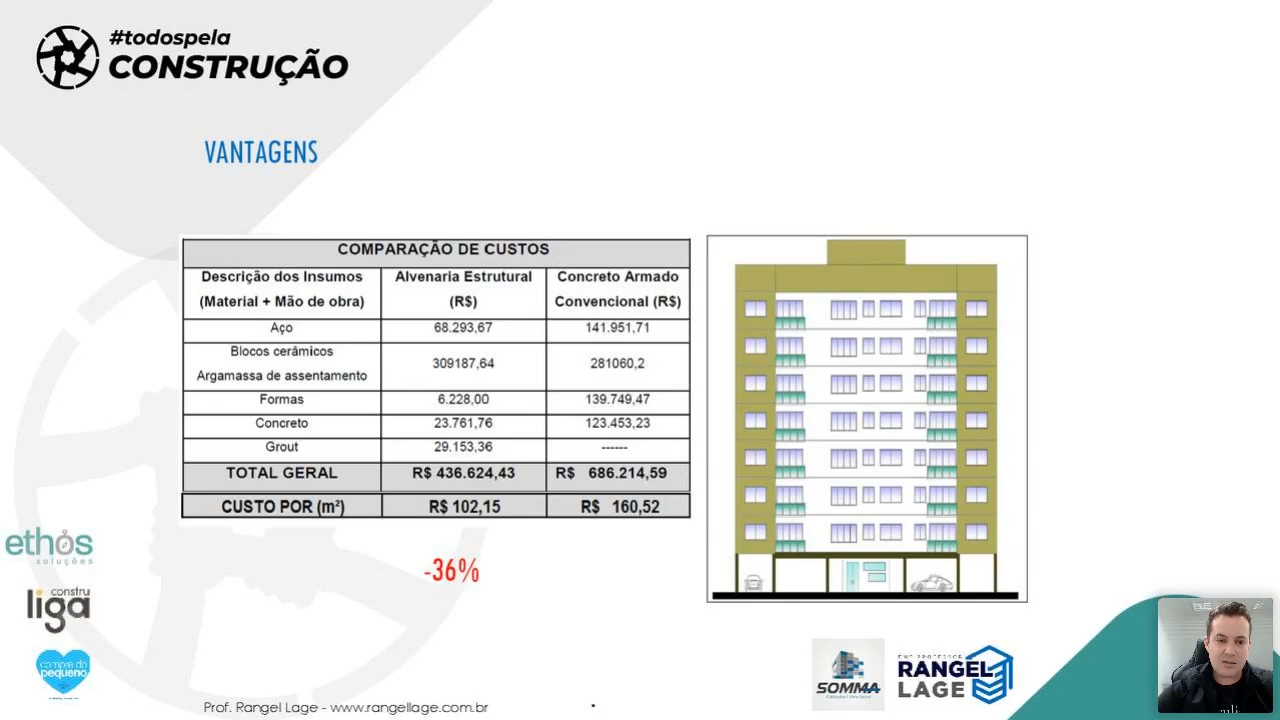 #todospela
CONSTRUÇÃO
VANTAGENS
COMPARAÇÃO DE CUSTOS
Descrição dos Insumos (Material + Mão de obra) Alvenaria Estrutural (R$) Concreto Armado Convencional (R$)
Aço 68.293,67 141.951,71
Blocos cerâmicos Argamassa de assentamento 309187,64 281060,2
Formas 6.228,00 139.749,47
Concreto 23.761,76 123.453,23
Grout 29.153,36 ------
TOTAL GERAL R$ 436.624,43 R$ 686.214,59
CUSTO POR (m²) R$ 102,15 R$ 160,52
-36%
ethos
soluções
constru
liga
compre do
pequeno
SOMMA
ENG. PROFESSOR
RANGEL
LAGE
Prof. Rangel Lage - www.rangellage.com.br